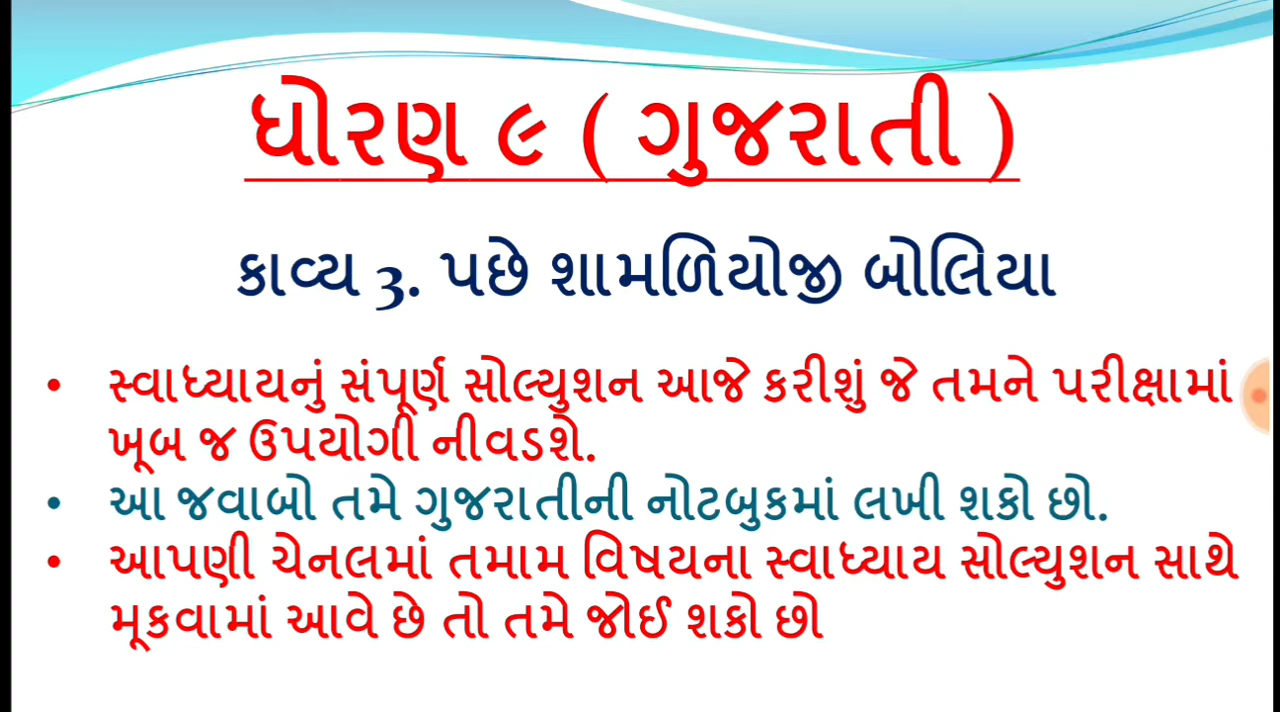 ધોરણ ૯ ( ગુજરાતી )
કાવ્ય 3. પછે શામળિયોજી બોલિયા
• સ્વાધ્યાયનું સંપૂર્ણ સોલ્યુશન આજે કરીશું જે તમને પરીક્ષામાં
ખૂબ જ ઉપયોગી નીવડશે.
• આ જવાબો તમે ગુજરાતીની નોટબુકમાં લખી શકો છો.
• આપણી ચેનલમાં તમામ વિષયના સ્વાધ્યાય સોલ્યુશન સાથે
મૂકવામાં આવે છે તો તમે જોઈ શકો છો